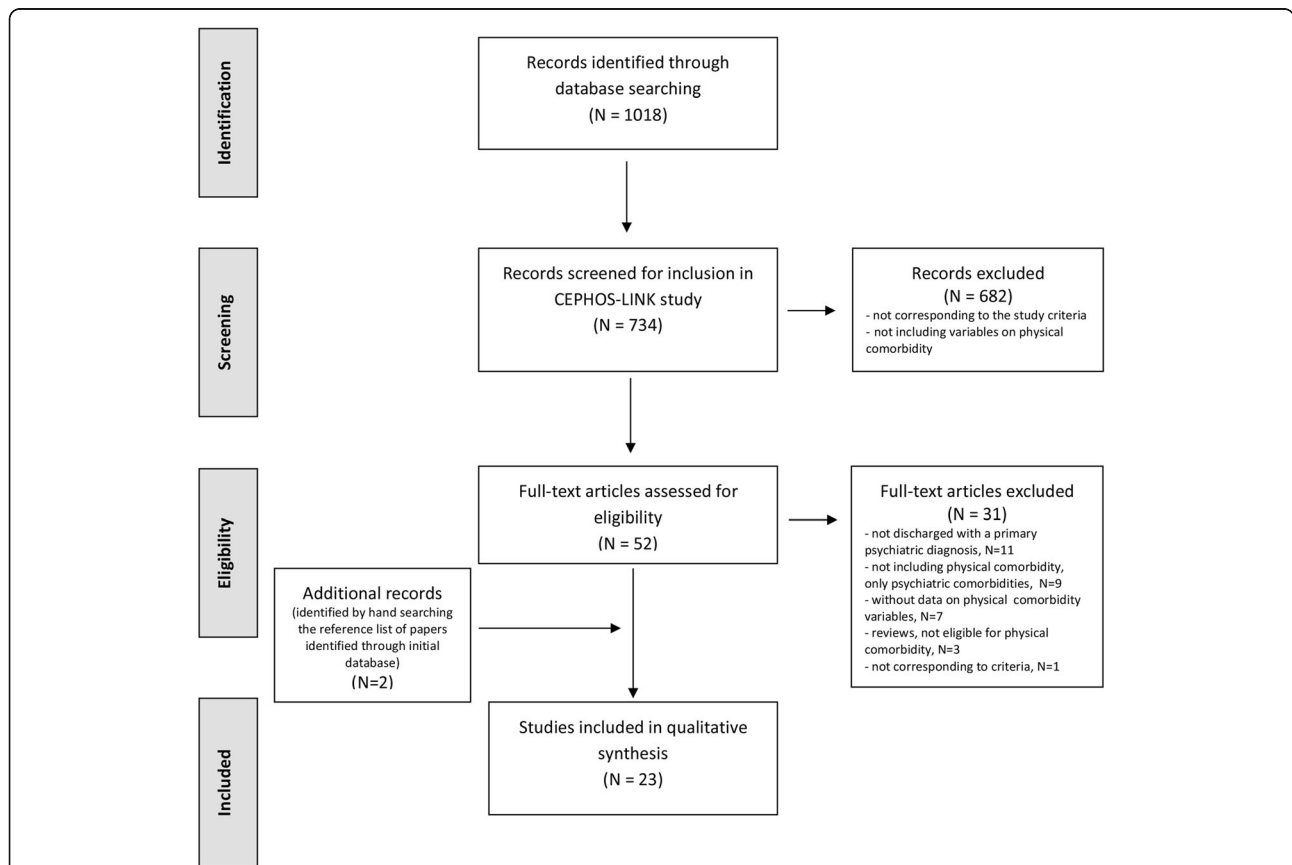 Identification
Records identified through
database searching
(N = 1018)
Screening
Records screened for inclusion in
CEPHOS-LINK study
(N = 734)
Records excluded
(N = 682)
- not corresponding to the study criteria
- not including variables on physical
comorbidity
Eligibility
Full-text articles assessed for
eligibility
(N = 52)
Full-text articles excluded
(N = 31)
- not discharged with a primary
psychiatric diagnosis, N=11
- not including physical comorbidity,
only psychiatric comorbidities, N=9
- without data on physical comorbidity
variables, N=7
- reviews, not eligible for physical
comorbidity, N=3
- not corresponding to criteria, N=1
Additional records
(identified by hand searching
the reference list of papers
identified through initial
database)
(N=2)
Included
Studies included in qualitative
synthesis
(N = 23)